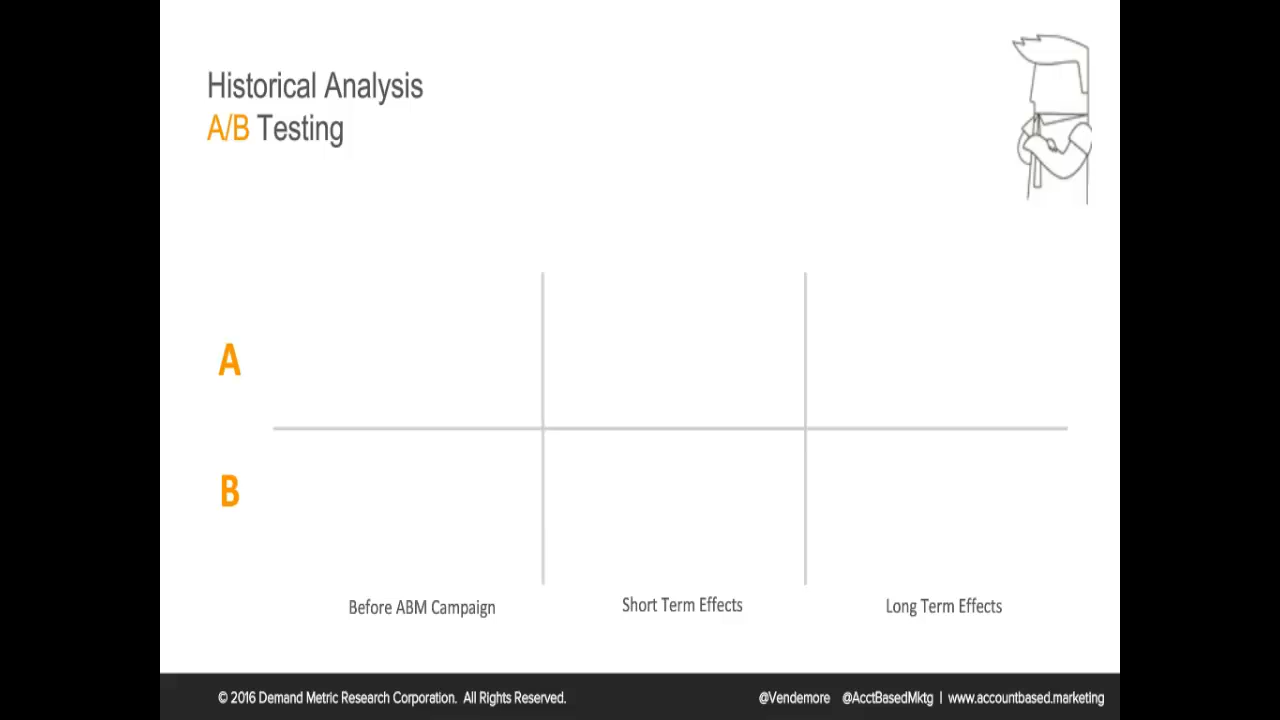 Historical Analysis
A/B Testing
A
B
Before ABM Campaign
Short Term Effects
Long Term Effects
© 2016 Demand Metric Research Corporation. All Rights Reserved.
@Vendemore @AcctBasedMktg | www.accountbased.marketing